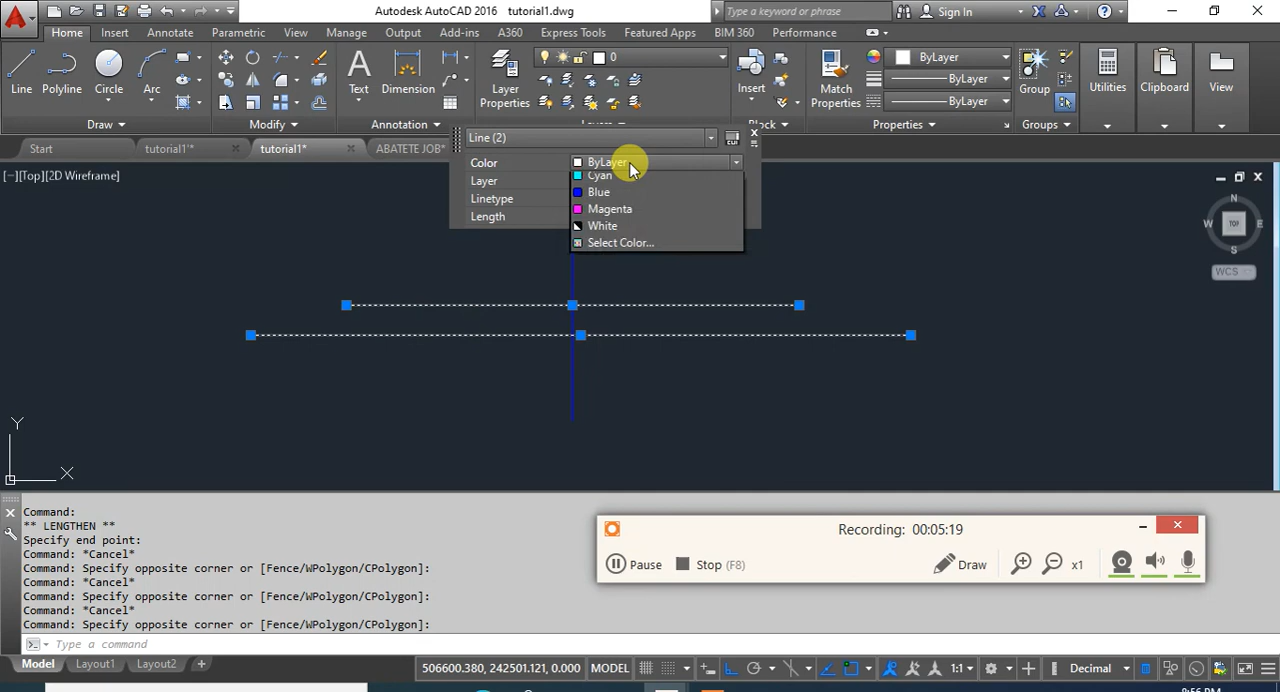 Autodesk AutoCAD 2016 tutorial1.dwg
Type a keyword or phrase
Sign In
Home Insert Annotate Parametric View Manage Output Add-ins A360 Express Tools Featured Apps BIM 360 Performance
Line Polyline Circle Arc Text Dimension Layer Properties 0 Insert Match Properties ByLayer ByLayer ByLayer Group Utilities Clipboard View
Draw Modify Annotation Block Properties Groups
Start tutorial1* tutorial1* ABATETE JOB*
Line (2)
Color ByLayer
Layer Cyan
Linetype Blue
Length Magenta
White
Select Color...
[−][Top][2D Wireframe]
N
W TOP E
S
WCS
Y
X
Command:
** LENGTHEN **
Specify end point:
Command: *Cancel*
Command: Specify opposite corner or [Fence/WPolygon/CPolygon]:
Command: *Cancel*
Command: Specify opposite corner or [Fence/WPolygon/CPolygon]:
Command: *Cancel*
Command: Specify opposite corner or [Fence/WPolygon/CPolygon]:
Type a command
Recording: 00:05:19
Pause Stop (F8) Draw x1
Model Layout1 Layout2 +
506600.380, 242501.121, 0.000 MODEL 1:1 Decimal